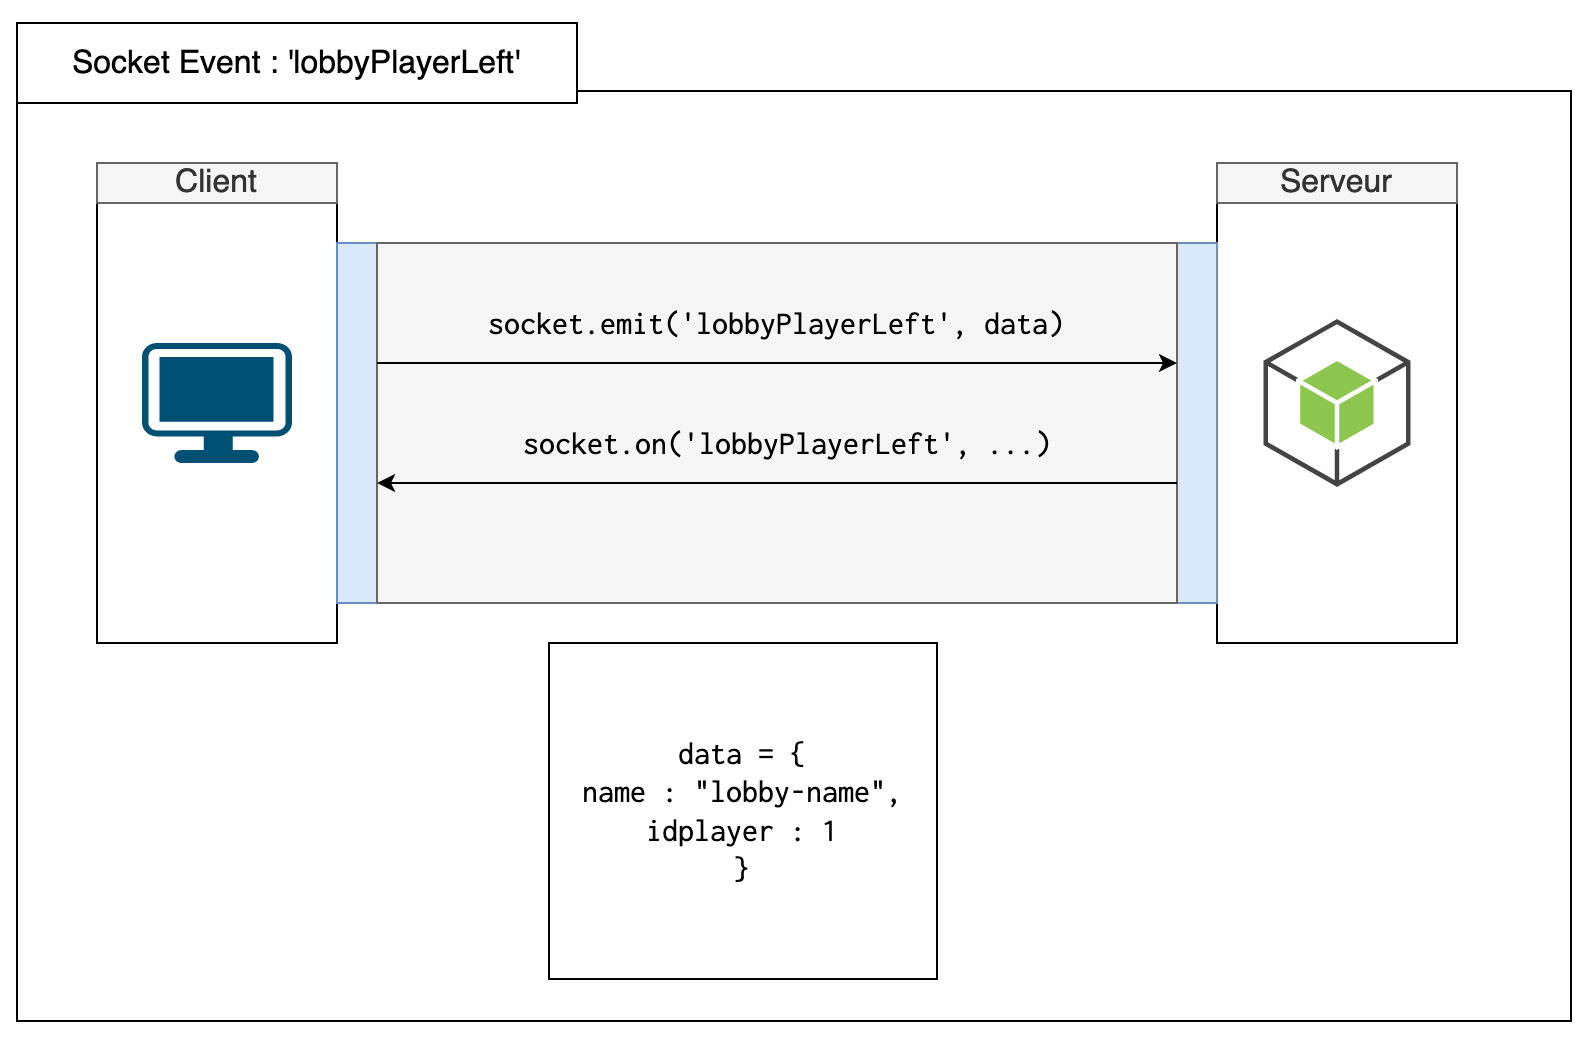 Socket Event : 'lobbyPlayerLeft'
Client
Serveur
socket.emit('lobbyPlayerLeft', data)
socket.on('lobbyPlayerLeft', ...)
data = {
name : "lobby-name",
idplayer : 1
}